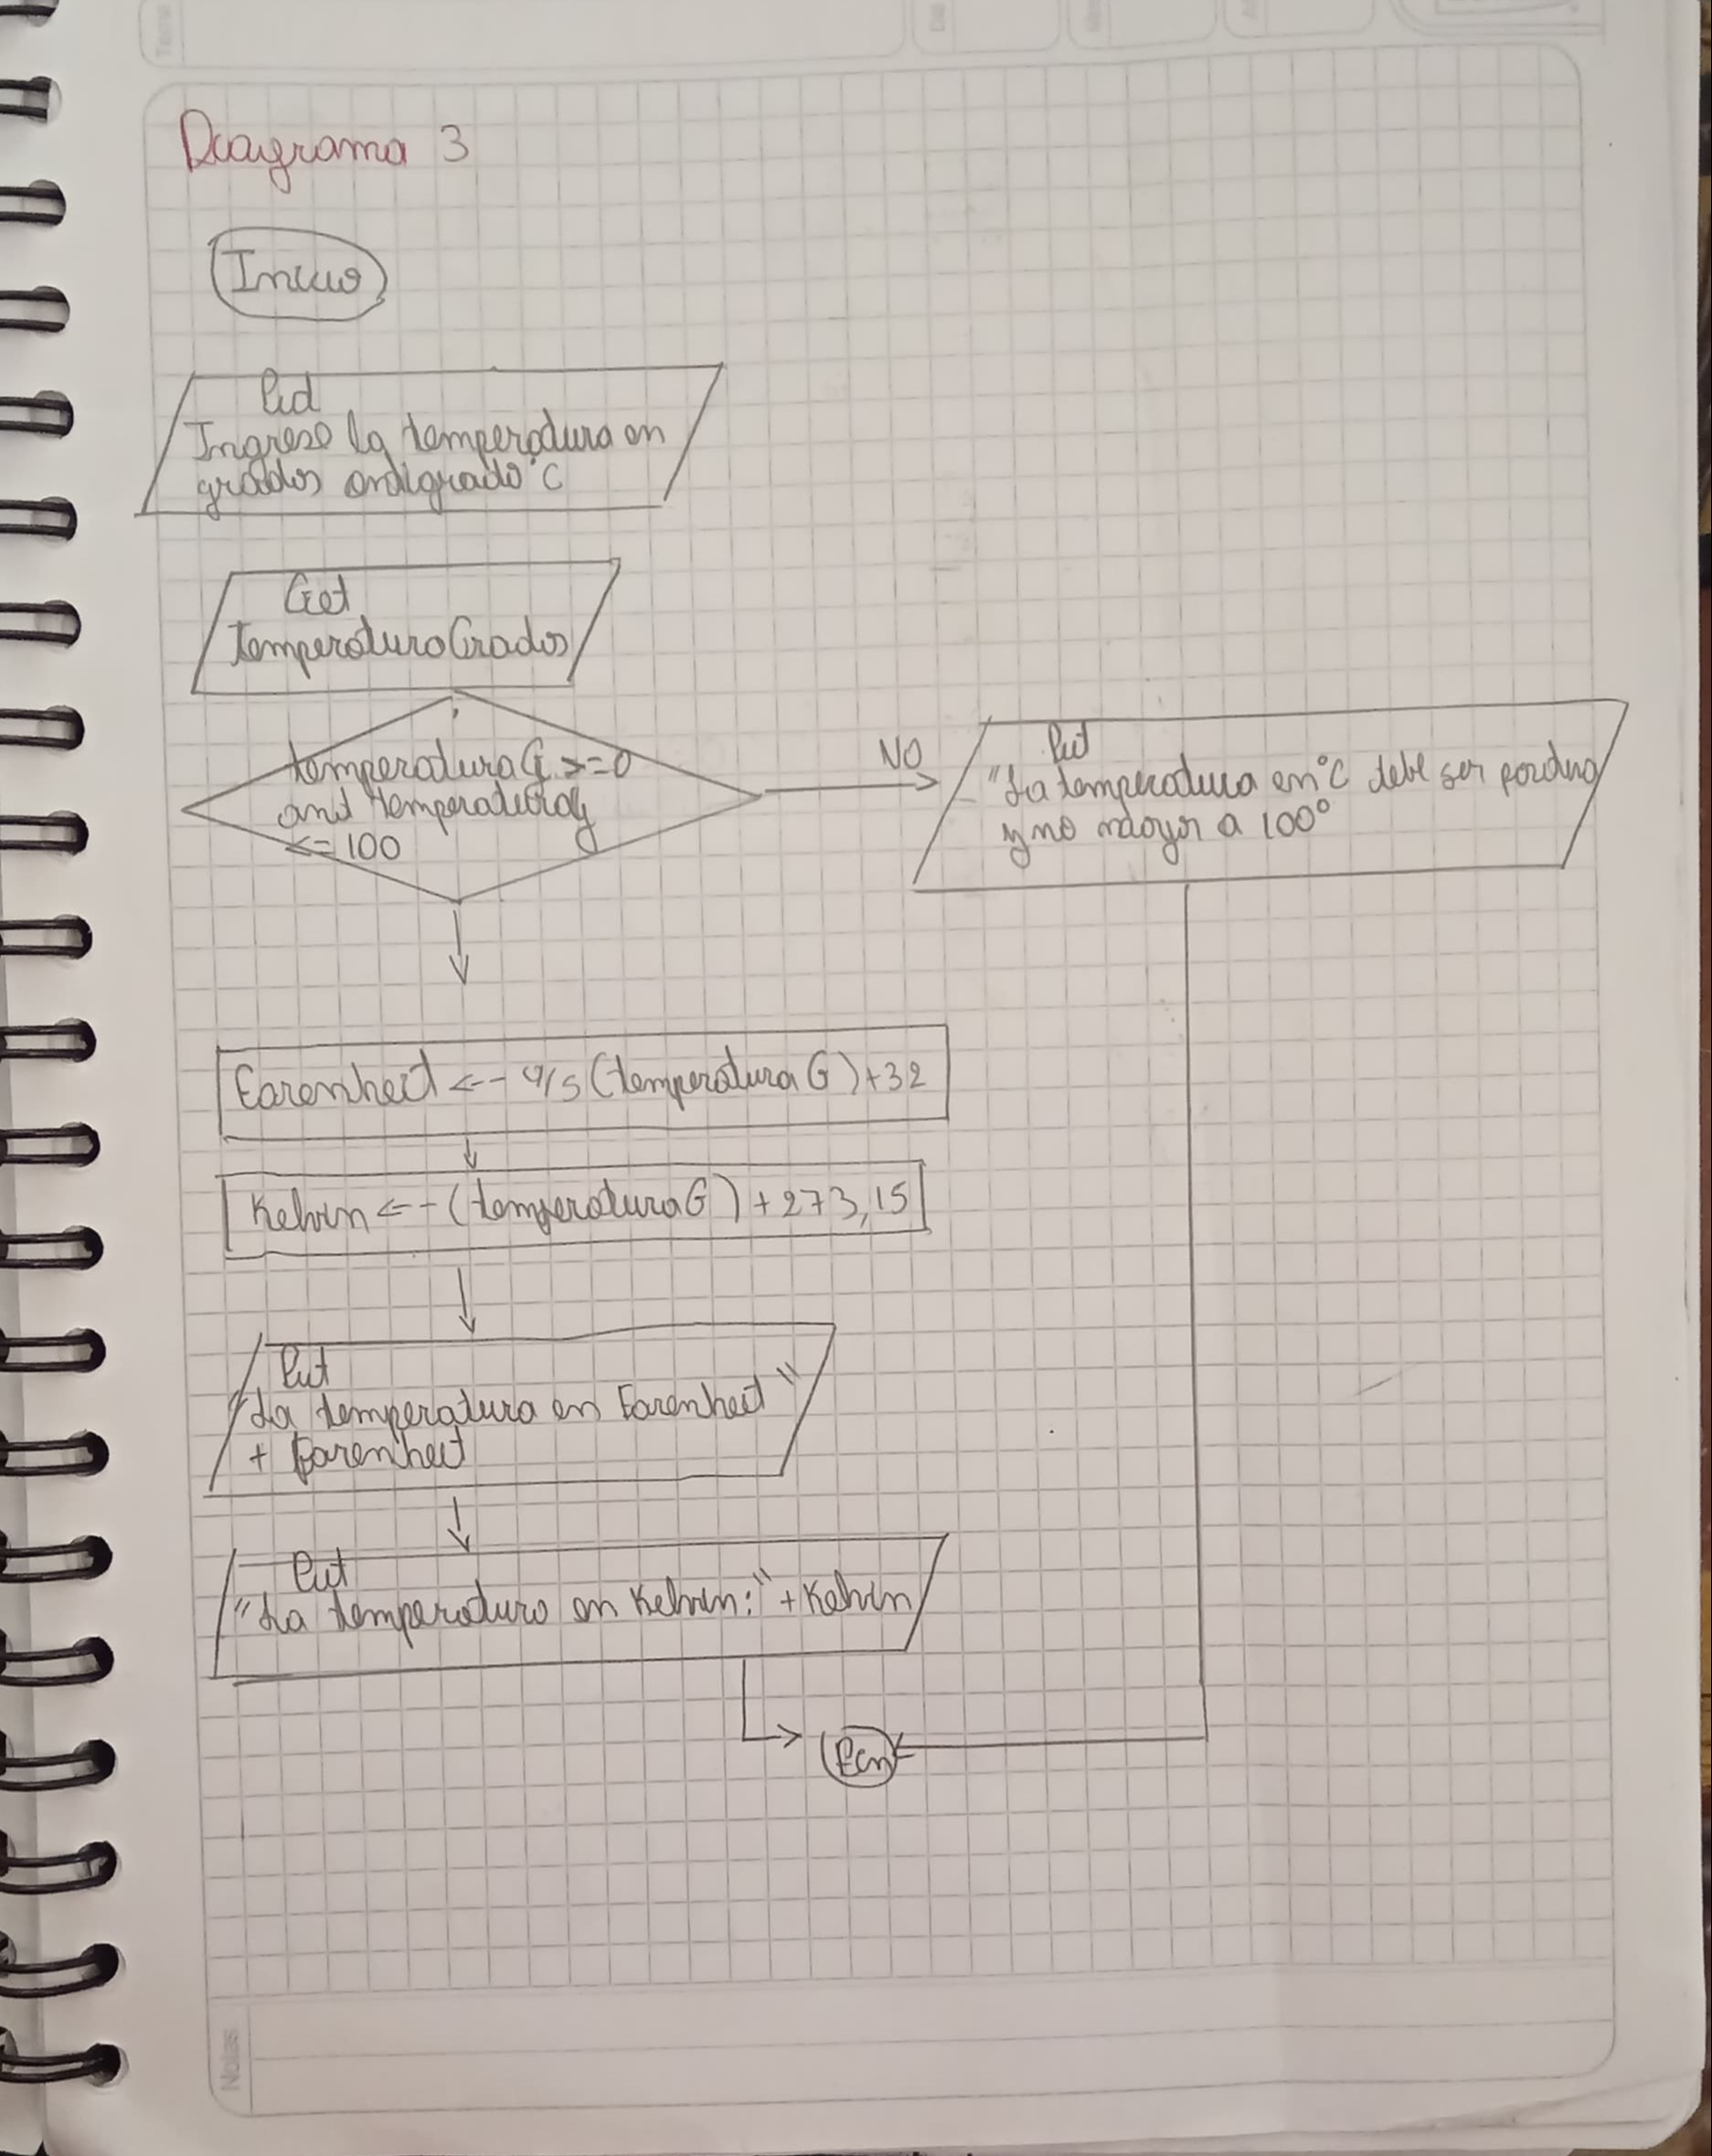 Diagrama 3
Inicio
Put
Ingrese la temperatura en
grados centigrado °C
Get
temperaturaGrados
temperaturaG >=0
and temperaturaG
<=100
NO
Put
"La temperatura en °C debe ser positiva
y no mayor a 100°
Farenheit <-- 9/5 (temperatura G) +32
Kelvin <-- (temperaturaG) + 273,15
Put
"La temperatura en Farenheit"
+ Farenheit
Put
"La temperatura en Kelvin:" + Kelvin
Fin
Notas